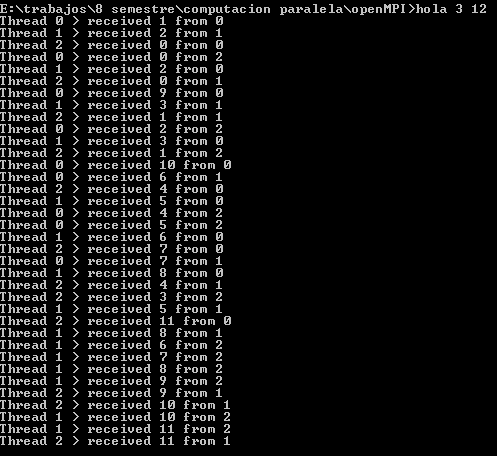 E:\trabajos\8 semestre\computacion paralela\openMPI>hola 3 12
Thread 0 > received 1 from 0
Thread 1 > received 2 from 1
Thread 2 > received 0 from 0
Thread 0 > received 0 from 2
Thread 1 > received 2 from 0
Thread 2 > received 0 from 1
Thread 0 > received 9 from 0
Thread 1 > received 3 from 1
Thread 2 > received 1 from 1
Thread 0 > received 2 from 2
Thread 1 > received 3 from 0
Thread 2 > received 1 from 2
Thread 0 > received 10 from 0
Thread 0 > received 6 from 1
Thread 2 > received 4 from 0
Thread 1 > received 5 from 0
Thread 0 > received 4 from 2
Thread 0 > received 5 from 2
Thread 1 > received 6 from 0
Thread 2 > received 7 from 0
Thread 0 > received 7 from 1
Thread 1 > received 8 from 0
Thread 2 > received 4 from 1
Thread 2 > received 3 from 2
Thread 1 > received 5 from 1
Thread 2 > received 11 from 0
Thread 1 > received 8 from 1
Thread 1 > received 6 from 2
Thread 1 > received 7 from 2
Thread 1 > received 8 from 2
Thread 1 > received 9 from 2
Thread 2 > received 9 from 1
Thread 2 > received 10 from 1
Thread 1 > received 10 from 2
Thread 1 > received 11 from 2
Thread 2 > received 11 from 1